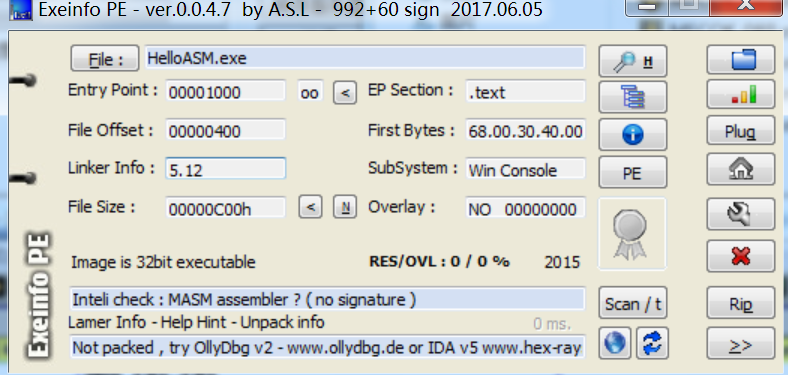 Exeinfo PE - ver.0.0.4.7 by A.S.L - 992+60 sign 2017.06.05
File : HelloASM.exe H
Entry Point : 00001000 oo < EP Section : .text
File Offset : 00000400 First Bytes : 68.00.30.40.00 Plug
Linker Info : 5.12 SubSystem : Win Console PE
File Size : 00000C00h < N Overlay : NO 00000000
Image is 32bit executable RES/OVL : 0 / 0 % 2015
Exeinfo PE
Inteli check : MASM assembler ? ( no signature ) Scan / t Rip
Lamer Info - Help Hint - Unpack info 0 ms.
Not packed , try OllyDbg v2 - www.ollydbg.de or IDA v5 www.hex-ray >>